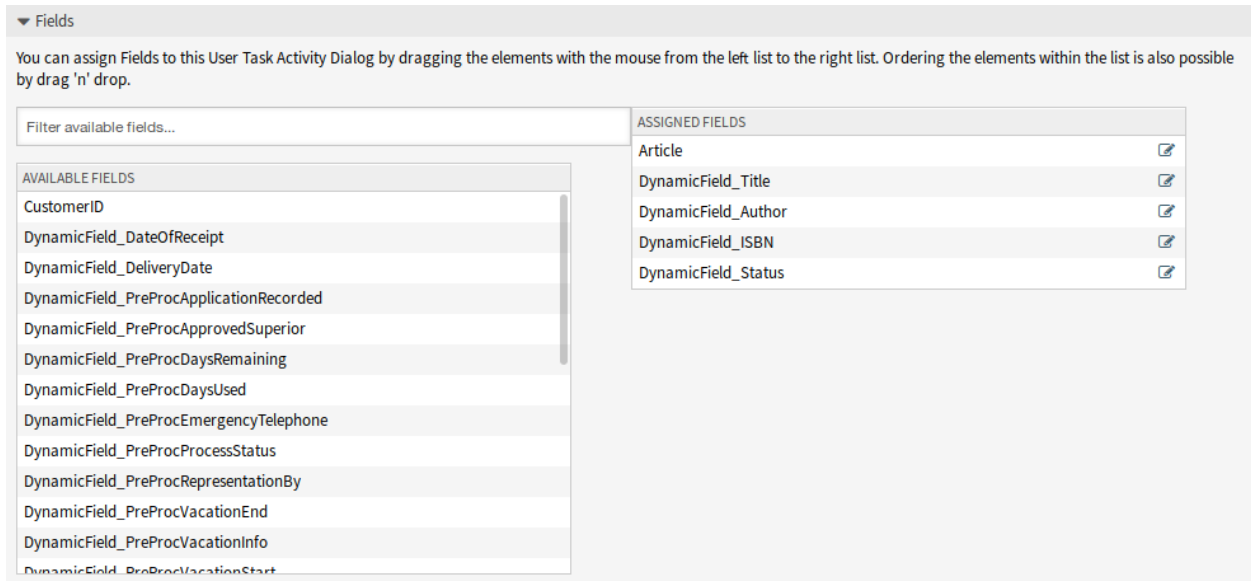 Fields
You can assign Fields to this User Task Activity Dialog by dragging the elements with the mouse from the left list to the right list. Ordering the elements within the list is also possible
by drag 'n' drop.
Filter available fields...
AVAILABLE FIELDS
CustomerID
DynamicField_DateOfReceipt
DynamicField_DeliveryDate
DynamicField_PreProcApplicationRecorded
DynamicField_PreProcApprovedSuperior
DynamicField_PreProcDaysRemaining
DynamicField_PreProcDaysUsed
DynamicField_PreProcEmergencyTelephone
DynamicField_PreProcProcessStatus
DynamicField_PreProcRepresentationBy
DynamicField_PreProcVacationEnd
DynamicField_PreProcVacationInfo
DynamicField_PreProcVacationStart
ASSIGNED FIELDS
Article
DynamicField_Title
DynamicField_Author
DynamicField_ISBN
DynamicField_Status